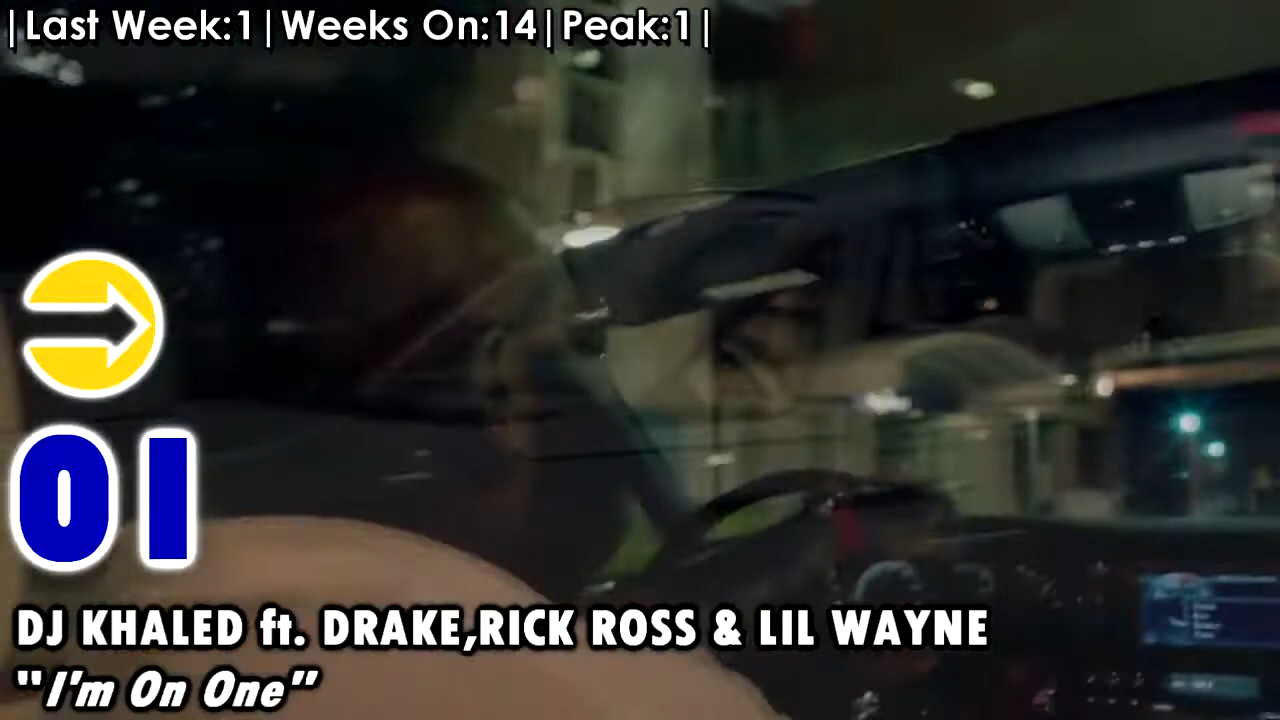 |Last Week:1|Weeks On:14|Peak:1|
01
DJ KHALED ft. DRAKE,RICK ROSS & LIL WAYNE
"I'm On One"